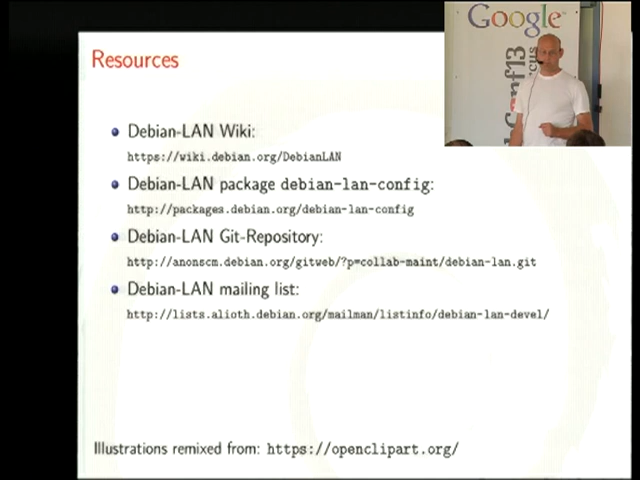 Resources
Google
Conf13
Debian-LAN Wiki:
https://wiki.debian.org/DebianLAN
Debian-LAN package debian-lan-config:
http://packages.debian.org/debian-lan-config
Debian-LAN Git-Repository:
http://anonscm.debian.org/gitweb/?p=collab-maint/debian-lan.git
Debian-LAN mailing list:
http://lists.alioth.debian.org/mailman/listinfo/debian-lan-devel/
Illustrations remixed from: https://openclipart.org/